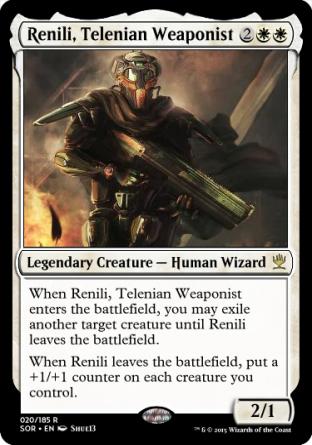 Renili, Telenian Weaponist 2
Legendary Creature — Human Wizard
When Renili, Telenian Weaponist
enters the battlefield, you may exile
another target creature until Renili
leaves the battlefield.
When Renili leaves the battlefield, put a
+1/+1 counter on each creature you
control.
2/1
020/185 R
SOR • EN Shue13
™ & © 2015 Wizards of the Coast